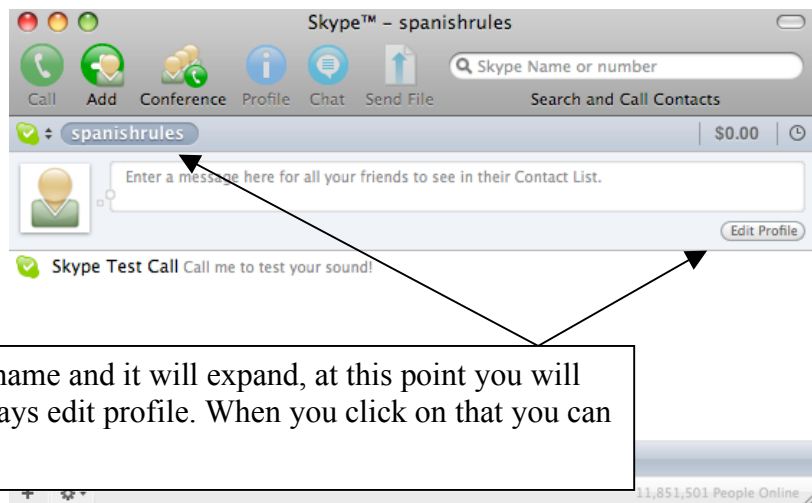 Skype™ – spanishrules
Skype Name or number
Call Add Conference Profile Chat Send File Search and Call Contacts
spanishrules $0.00
Enter a message here for all your friends to see in their Contact List.
Edit Profile
Skype Test Call Call me to test your sound!
name and it will expand, at this point you will
ays edit profile. When you click on that you can
11,851,501 People Online